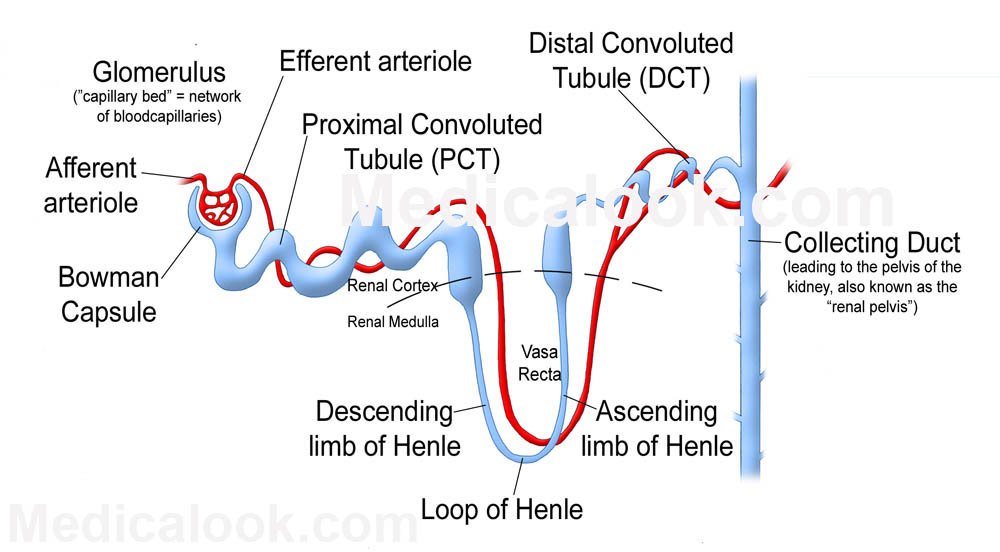 Glomerulus
("capillary bed" = network
of bloodcapillaries)
Efferent arteriole
Distal Convoluted
Tubule (DCT)
Proximal Convoluted
Tubule (PCT)
Afferent
arteriole
Medicalook.com
Bowman
Capsule
Renal Cortex
Renal Medulla
Collecting Duct
(leading to the pelvis of the
kidney, also known as the
"renal pelvis")
Vasa
Recta
Descending
limb of Henle
Ascending
limb of Henle
Loop of Henle
Medicalook.com